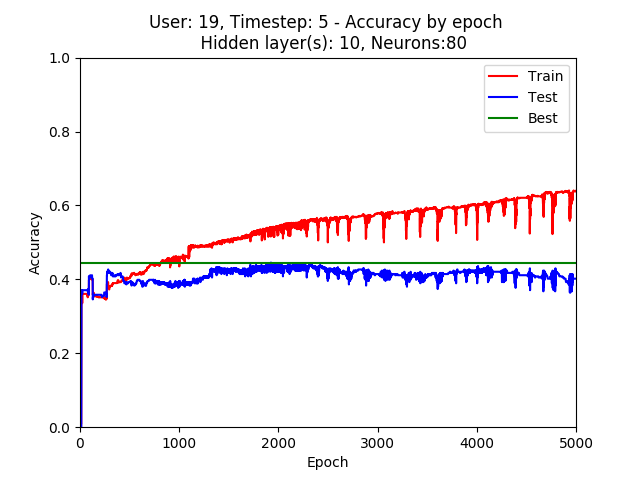 User: 19, Timestep: 5 - Accuracy by epoch
Hidden layer(s): 10, Neurons:80
1.0
0.8
0.6
0.4
0.2
0.0
Accuracy
Train
Test
Best
0
1000
2000
3000
4000
5000
Epoch